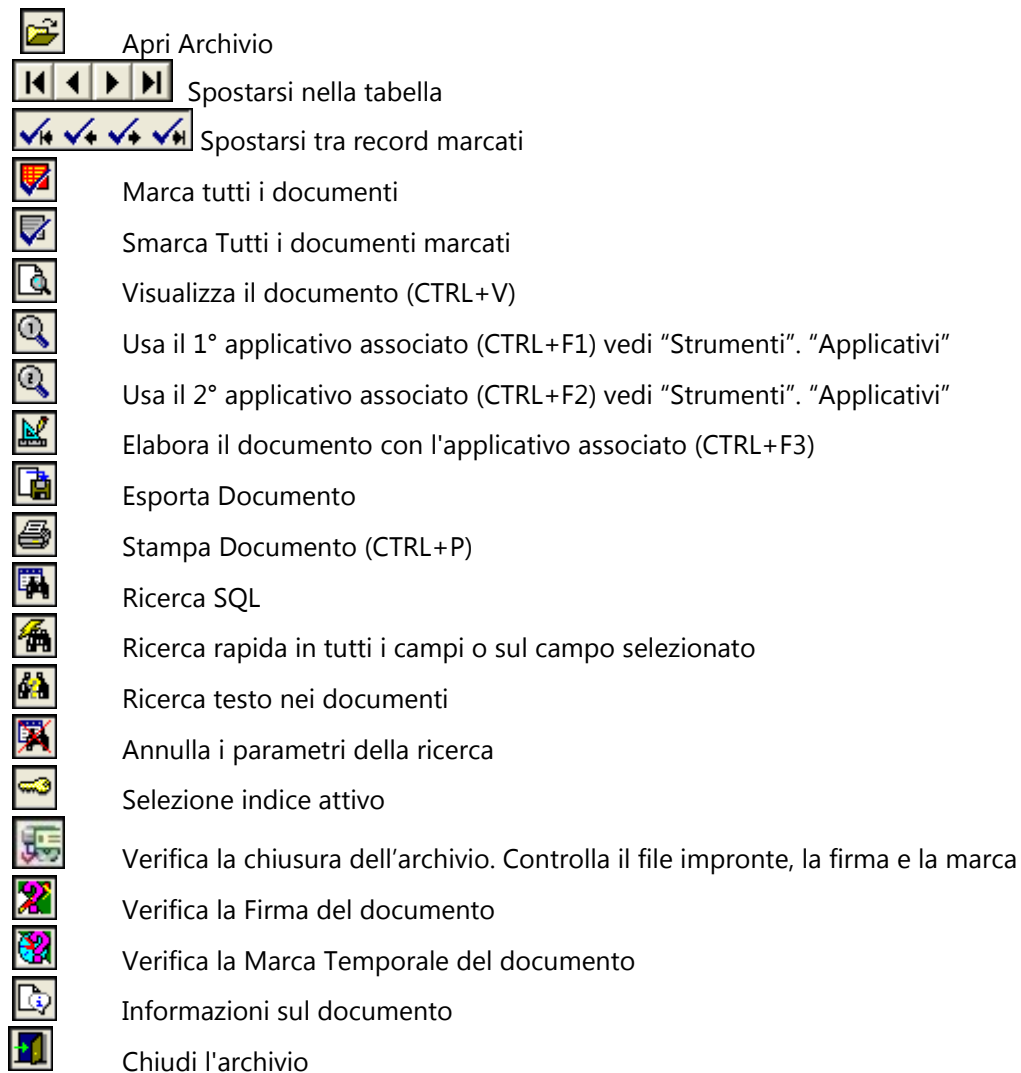 Apri Archivio
Spostarsi nella tabella
Spostarsi tra record marcati
Marca tutti i documenti
Smarca Tutti i documenti marcati
Visualizza il documento (CTRL+V)
Usa il 1° applicativo associato (CTRL+F1) vedi “Strumenti”. “Applicativi”
Usa il 2° applicativo associato (CTRL+F2) vedi “Strumenti”. “Applicativi”
Elabora il documento con l'applicativo associato (CTRL+F3)
Esporta Documento
Stampa Documento (CTRL+P)
Ricerca SQL
Ricerca rapida in tutti i campi o sul campo selezionato
Ricerca testo nei documenti
Annulla i parametri della ricerca
Selezione indice attivo
Verifica la chiusura dell’archivio. Controlla il file impronte, la firma e la marca
Verifica la Firma del documento
Verifica la Marca Temporale del documento
Informazioni sul documento
Chiudi l'archivio